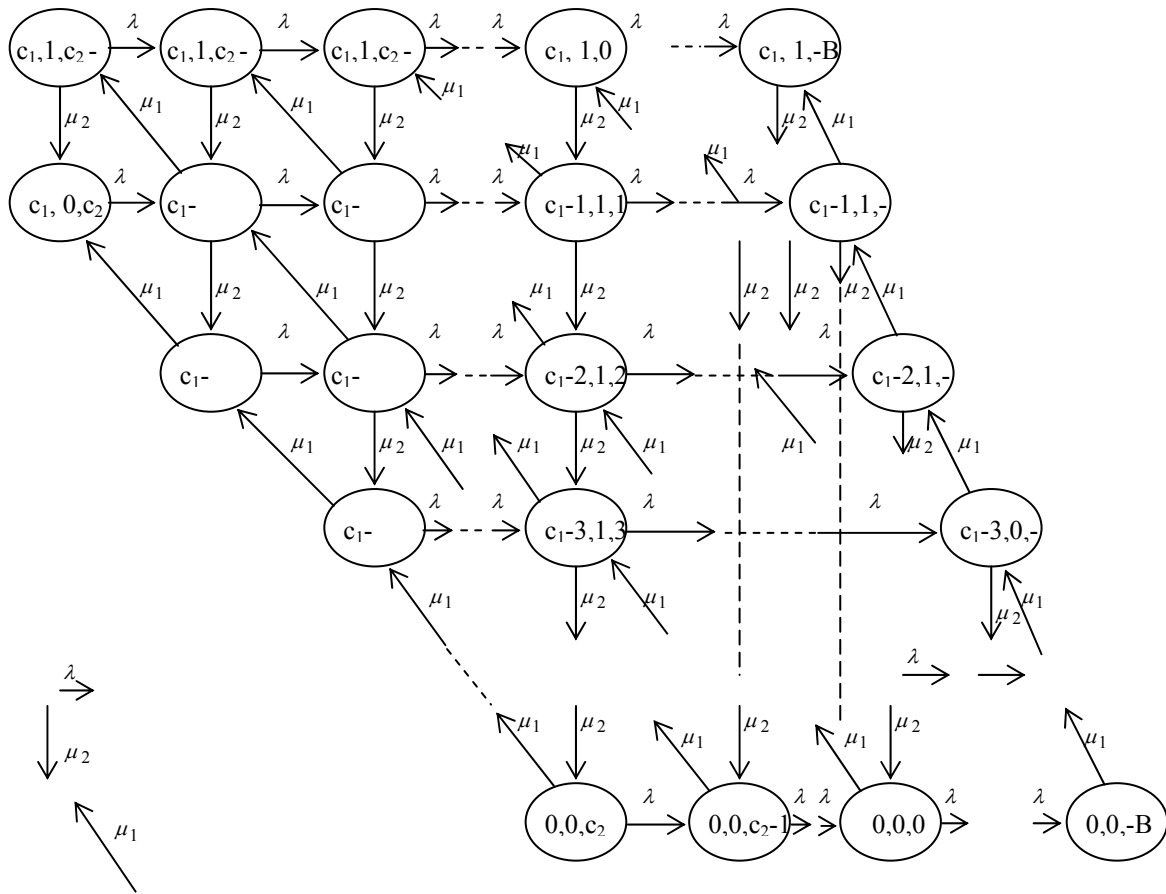 λ λ λ λ λ λ
c₁,1,c₂- c₁,1,c₂- c₁,1,c₂- c₁, 1,0 c₁, 1,-B
μ₁ μ₁ μ₁ μ₁ μ₁
μ₂ μ₂ μ₂ μ₂ μ₂
μ₁ μ₁
λ λ λ λ λ λ
c₁, 0,c₂ c₁- c₁- c₁-1,1,1 c₁-1,1,-
μ₁ μ₂ μ₁ μ₂ μ₁ μ₂ μ₂ μ₂ μ₂ μ₁
λ λ λ λ λ
c₁- c₁- c₁-2,1,2 c₁-2,1,-
μ₁ μ₂ μ₁ μ₁ μ₂ μ₁ μ₁ μ₂ μ₁
λ λ λ λ
c₁- c₁-3,1,3 c₁-3,0,-
μ₁ μ₂ μ₁ μ₂ μ₁
λ λ
μ₂ μ₁ μ₂ μ₁ μ₂ μ₁ μ₂ μ₁
λ λ λ λ λ
0,0,c₂ 0,0,c₂-1 0,0,0 0,0,-B
μ₁